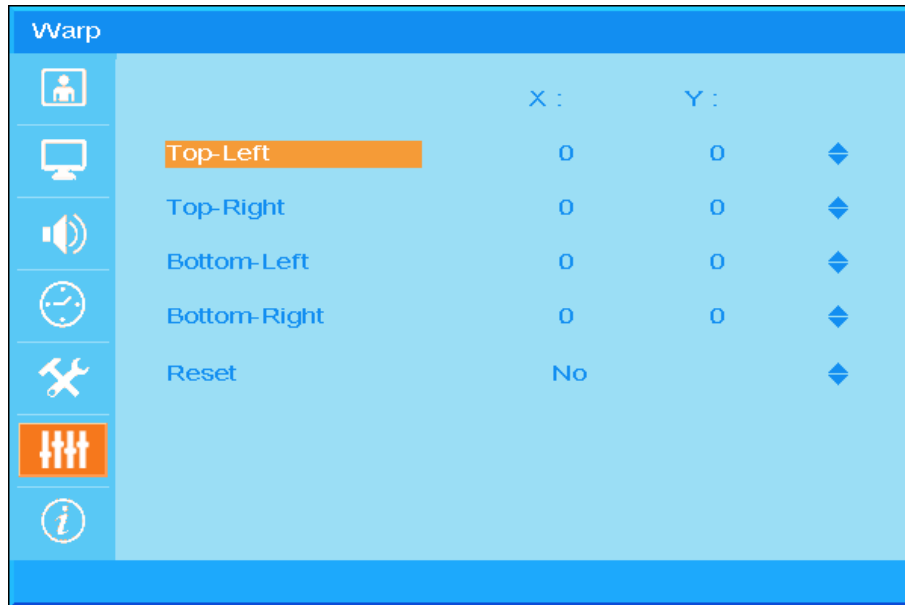 Warp
X : Y :
Top-Left 0 0
Top-Right 0 0
Bottom-Left 0 0
Bottom-Right 0 0
Reset No
i